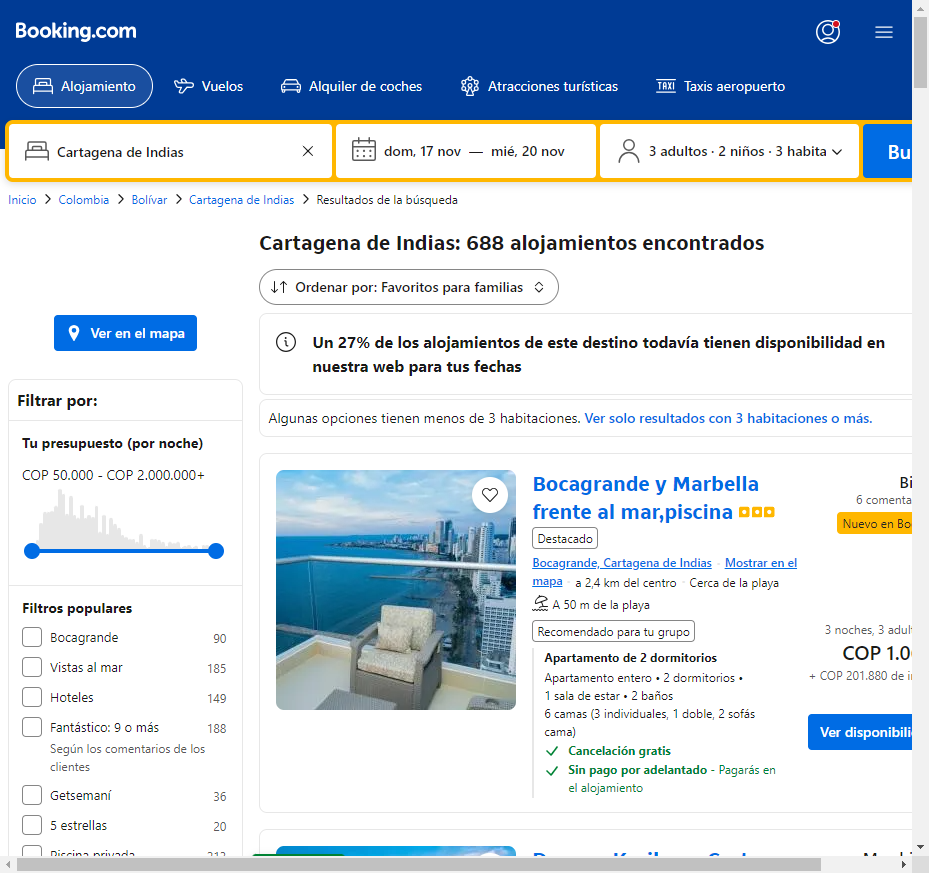 Booking.com
Alojamiento
Vuelos
Alquiler de coches
Atracciones turísticas
TAXI
Taxis aeropuerto
Cartagena de Indias
dom, 17 nov — mié, 20 nov
3 adultos · 2 niños · 3 habita
Bu
Inicio > Colombia > Bolívar > Cartagena de Indias > Resultados de la búsqueda
Cartagena de Indias: 688 alojamientos encontrados
Ordenar por: Favoritos para familias
Ver en el mapa
Un 27% de los alojamientos de este destino todavía tienen disponibilidad en
nuestra web para tus fechas
Algunas opciones tienen menos de 3 habitaciones. Ver solo resultados con 3 habitaciones o más.
Filtrar por:
Tu presupuesto (por noche)
COP 50.000 - COP 2.000.000+
Filtros populares
Bocagrande 90
Vistas al mar 185
Hoteles 149
Fantástico: 9 o más 188
Según los comentarios de los
clientes
Getsemaní 36
5 estrellas 20
Piscina privada
Bocagrande y Marbella
frente al mar,piscina
Destacado
Bocagrande, Cartagena de Indias · Mostrar en el
mapa · a 2,4 km del centro · Cerca de la playa
A 50 m de la playa
Recomendado para tu grupo
Apartamento de 2 dormitorios
Apartamento entero • 2 dormitorios •
1 sala de estar • 2 baños
6 camas (3 individuales, 1 doble, 2 sofás
cama)
Cancelación gratis
Sin pago por adelantado - Pagarás en
el alojamiento
Bi
6 comenta
Nuevo en Bo
3 noches, 3 adul
COP 1.0
+ COP 201.880 de i
Ver disponibili